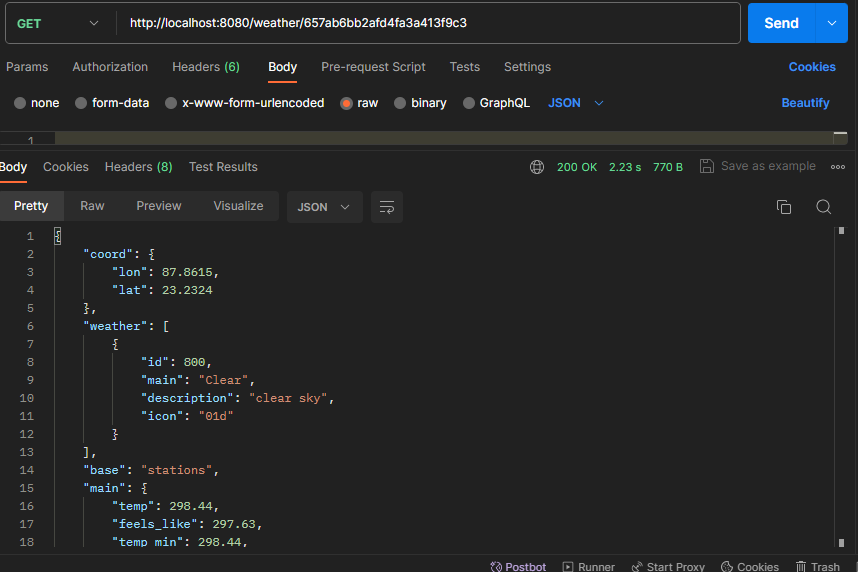 GET http://localhost:8080/weather/657ab6bb2afd4fa3a413f9c3 Send
Params Authorization Headers (6) Body Pre-request Script Tests Settings Cookies
none form-data x-www-form-urlencoded raw binary GraphQL JSON Beautify
1
Body Cookies Headers (8) Test Results 200 OK 2.23 s 770 B Save as example
Pretty Raw Preview Visualize JSON
1 {
2 "coord": {
3 "lon": 87.8615,
4 "lat": 23.2324
5 },
6 "weather": [
7 {
8 "id": 800,
9 "main": "Clear",
10 "description": "clear sky",
11 "icon": "01d"
12 }
13 ],
14 "base": "stations",
15 "main": {
16 "temp": 298.44,
17 "feels_like": 297.63,
18 "temp_min": 298.44,
Postbot Runner Start Proxy Cookies Trash